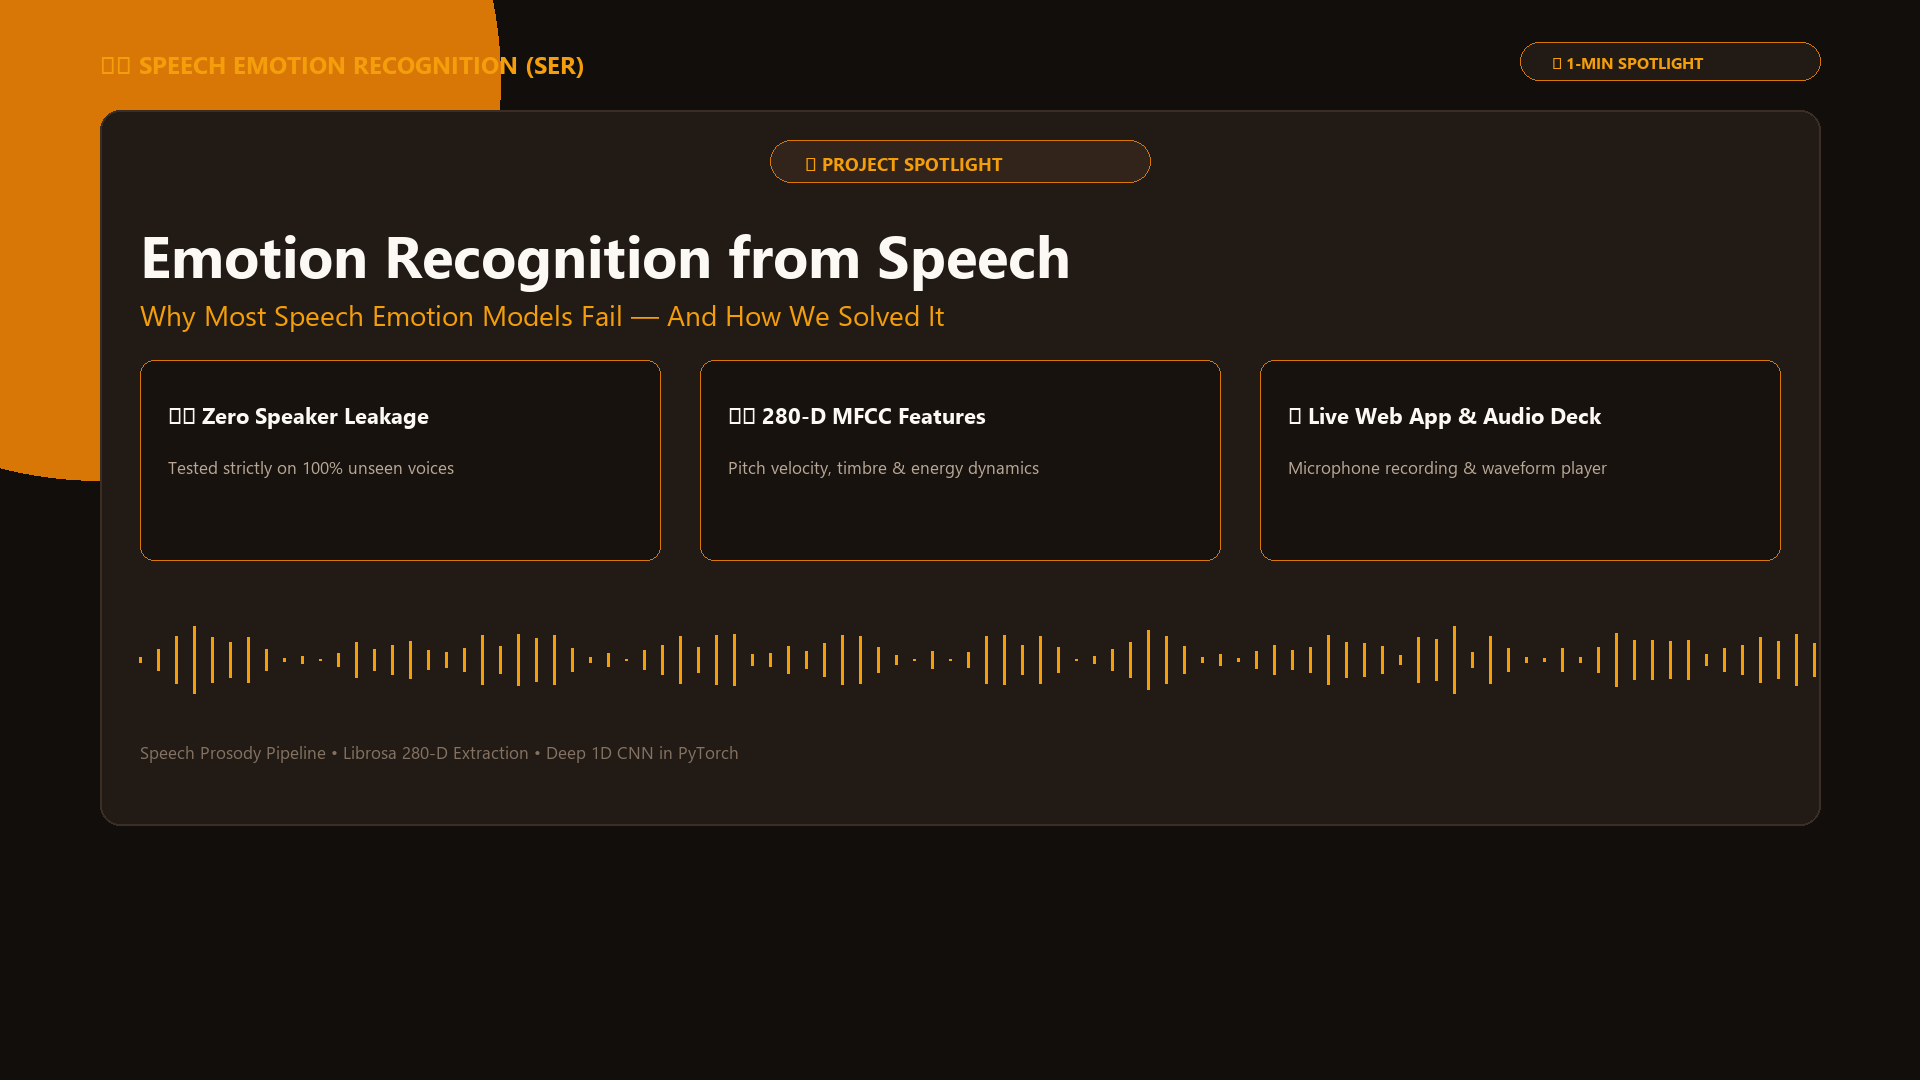 SPEECH EMOTION RECOGNITION (SER)
1-MIN SPOTLIGHT
PROJECT SPOTLIGHT
Emotion Recognition from Speech
Why Most Speech Emotion Models Fail — And How We Solved It
Zero Speaker Leakage
Tested strictly on 100% unseen voices
280-D MFCC Features
Pitch velocity, timbre & energy dynamics
Live Web App & Audio Deck
Microphone recording & waveform player
Speech Prosody Pipeline • Librosa 280-D Extraction • Deep 1D CNN in PyTorch